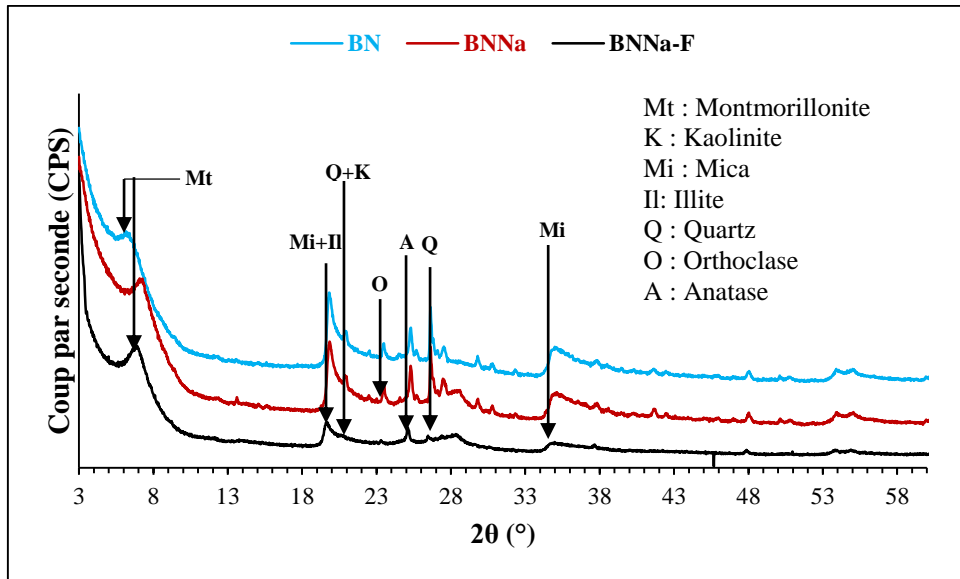 BN BNNa BNNa-F
Mt : Montmorillonite
K : Kaolinite
Mi : Mica
Il: Illite
Q : Quartz
O : Orthoclase
A : Anatase
Coup par seconde (CPS)
Mt
Q+K
Mi+Il
O
A
Q
Mi
3 8 13 18 23 28 33 38 43 48 53 58
2θ (°)